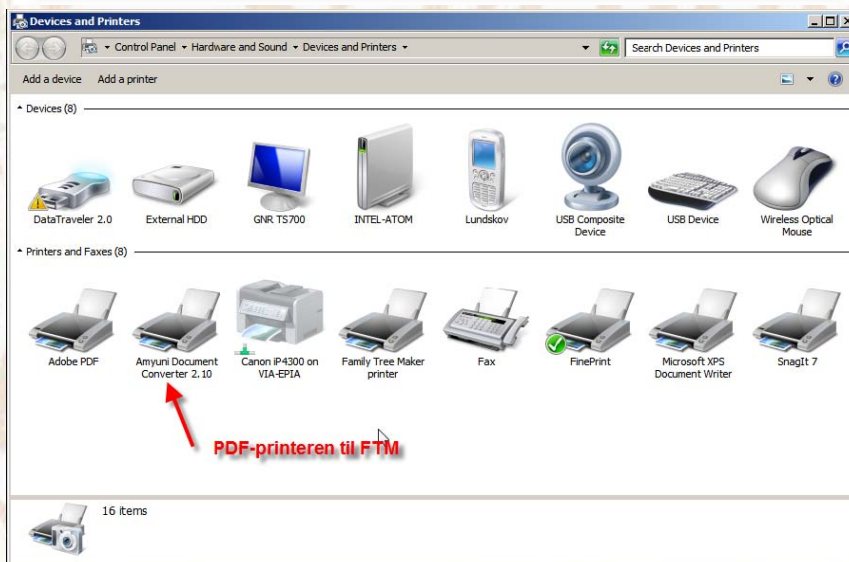 Devices and Printers
Control Panel Hardware and Sound Devices and Printers
Search Devices and Printers
Add a device Add a printer
Devices (8)
DataTraveler 2.0
External HDD
GNR TS700
INTEL-ATOM
Lundskov
USB Composite
Device
USB Device
Wireless Optical
Mouse
Printers and Faxes (8)
Adobe PDF
Amyuni Document
Converter 2.10
Canon iP4300 on
VIA-EPIA
Family Tree Maker
printer
Fax
FinePrint
Microsoft XPS
Document Writer
SnagIt 7
PDF-printeren til FTM
16 items